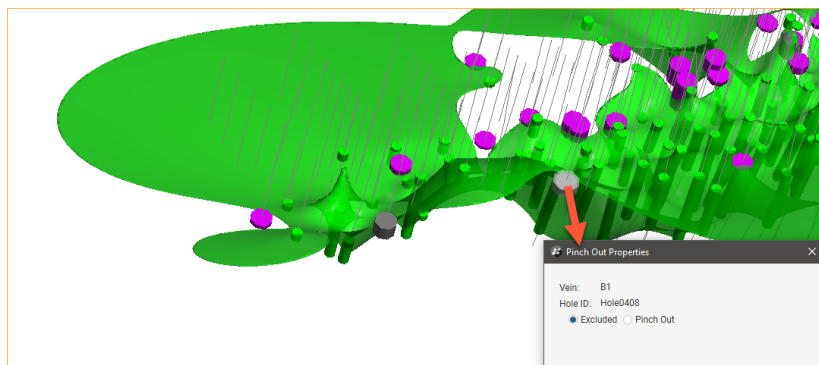 Pinch Out Properties
Vein: B1
Hole ID: Hole0408
Excluded Pinch Out